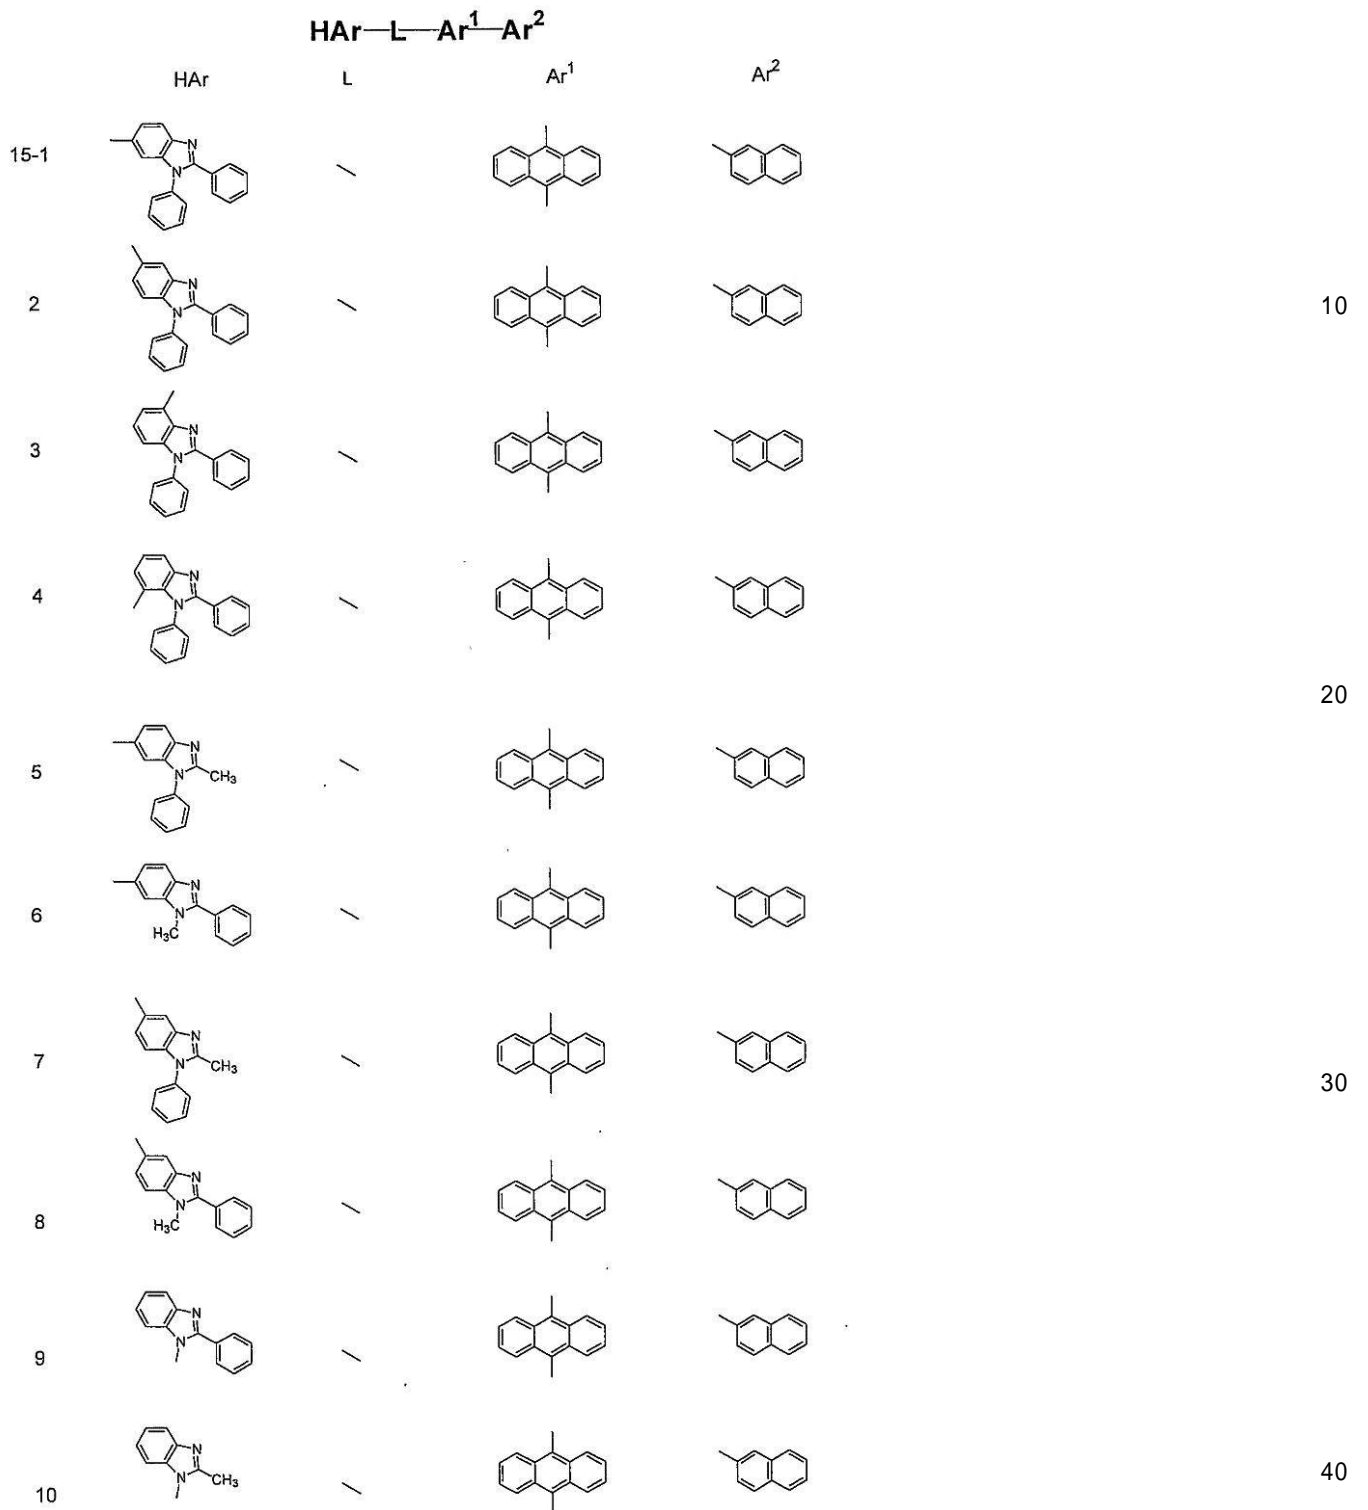 HAr—L—Ar¹—Ar²
HAr L Ar¹ Ar²
15-1 N N
2 N N 10
3 N N
4 N N
20
5 N N CH₃
6 N N H₃C
7 N N CH₃ 30
8 N N H₃C
9 N N
10 N N CH₃ 40